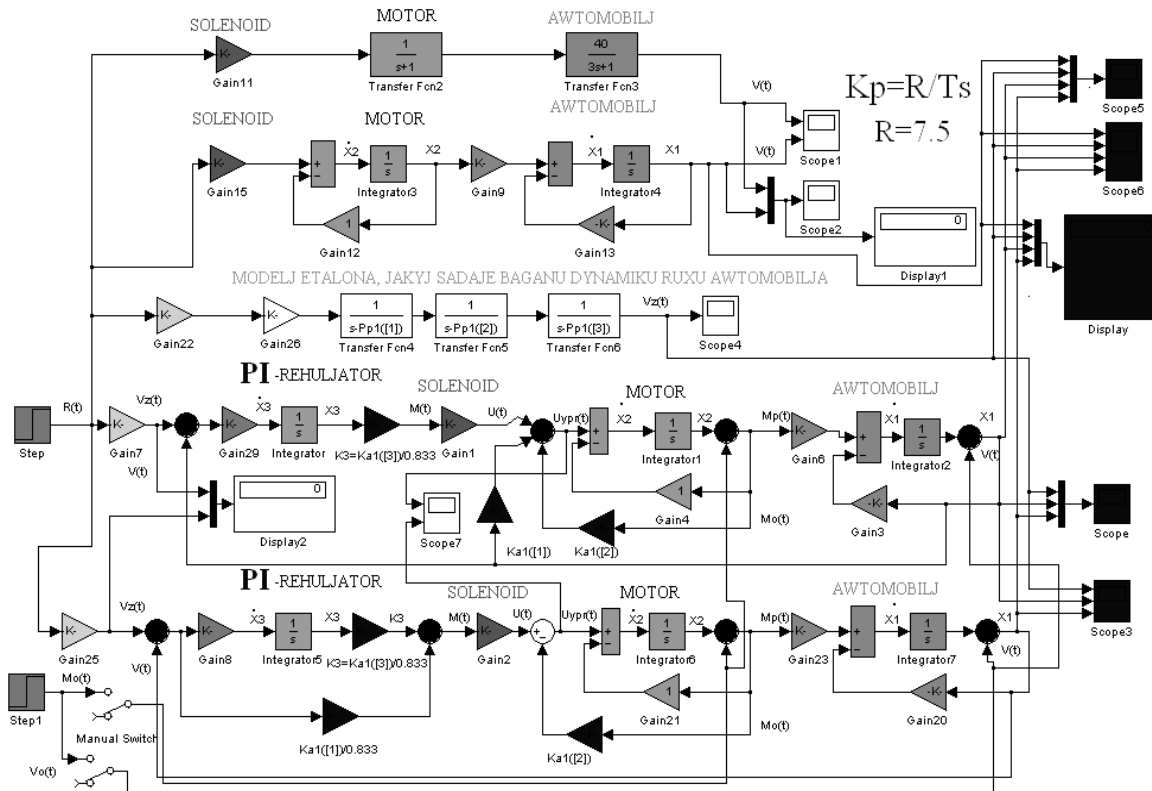 SOLENOID
MOTOR
AWTOMOBILJ
K-
Gain11
1
s+1
Transfer Fcn2
40
3s+1
Transfer Fcn3
V(t)
Kp=R/Ts
R=7.5
Scope5
SOLENOID
MOTOR
AWTOMOBILJ
K-
Gain15
X2
1
s
Integrator3
X2
K-
Gain9
X1
1
s
Integrator4
X1
V(t)
Scope1
Scope6
1
Gain12
-K-
Gain13
Scope2
0
Display1
0
Display
MODELJ ETALONA, JAKYJ SADAJE BAGANU DYNAMIKU RUXU AWTOMOBILJA
K-
Gain22
K-
Gain26
1
s-Pp1([1])
Transfer Fcn4
1
s-Pp1([2])
Transfer Fcn5
1
s-Pp1([3])
Transfer Fcn6
Vz(t)
Scope4
PI -REHULJATOR
SOLENOID
MOTOR
AWTOMOBILJ
Step
R(t)
K-
Gain7
Vz(t)
V(t)
K-
Gain29
X3
1
s
Integrator
X3
K3=Ka1([3])/0.833
M(t)
K-
Gain1
U(t)
Uypr(t)
X2
1
s
Integrator1
X2
Mp(t)
K-
Gain6
X1
1
s
Integrator2
X1
V(t)
0
Display2
Scope7
Ka1([1])
1
Gain4
Ka1([2])
Mo(t)
-K-
Gain3
Scope
PI -REHULJATOR
SOLENOID
MOTOR
AWTOMOBILJ
K-
Gain25
Vz(t)
V(t)
K-
Gain8
X3
1
s
Integrator5
X3
K3
K3=Ka1([3])/0.833
M(t)
K-
Gain2
U(t)
Uypr(t)
X2
1
s
Integrator6
X2
Mp(t)
K-
Gain23
X1
1
s
Integrator7
X1
V(t)
Scope3
Step1
Mo(t)
Manual Switch
Vo(t)
Ka1([1])/0.833
1
Gain21
Ka1([2])
Mo(t)
-K-
Gain20